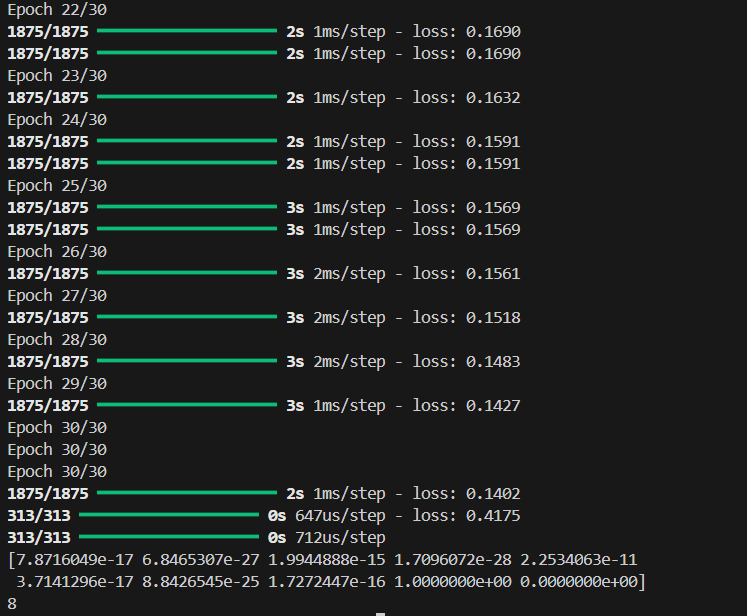 Epoch 22/30
1875/1875 2s 1ms/step - loss: 0.1690
1875/1875 2s 1ms/step - loss: 0.1690
Epoch 23/30
1875/1875 2s 1ms/step - loss: 0.1632
Epoch 24/30
1875/1875 2s 1ms/step - loss: 0.1591
1875/1875 2s 1ms/step - loss: 0.1591
Epoch 25/30
1875/1875 3s 1ms/step - loss: 0.1569
1875/1875 3s 1ms/step - loss: 0.1569
Epoch 26/30
1875/1875 3s 2ms/step - loss: 0.1561
Epoch 27/30
1875/1875 3s 2ms/step - loss: 0.1518
Epoch 28/30
1875/1875 3s 2ms/step - loss: 0.1483
Epoch 29/30
1875/1875 3s 1ms/step - loss: 0.1427
Epoch 30/30
Epoch 30/30
Epoch 30/30
1875/1875 2s 1ms/step - loss: 0.1402
313/313 0s 647us/step - loss: 0.4175
313/313 0s 712us/step
[7.8716049e-17 6.8465307e-27 1.9944888e-15 1.7096072e-28 2.2534063e-11
3.7141296e-17 8.8426545e-25 1.7272447e-16 1.0000000e+00 0.0000000e+00]
8